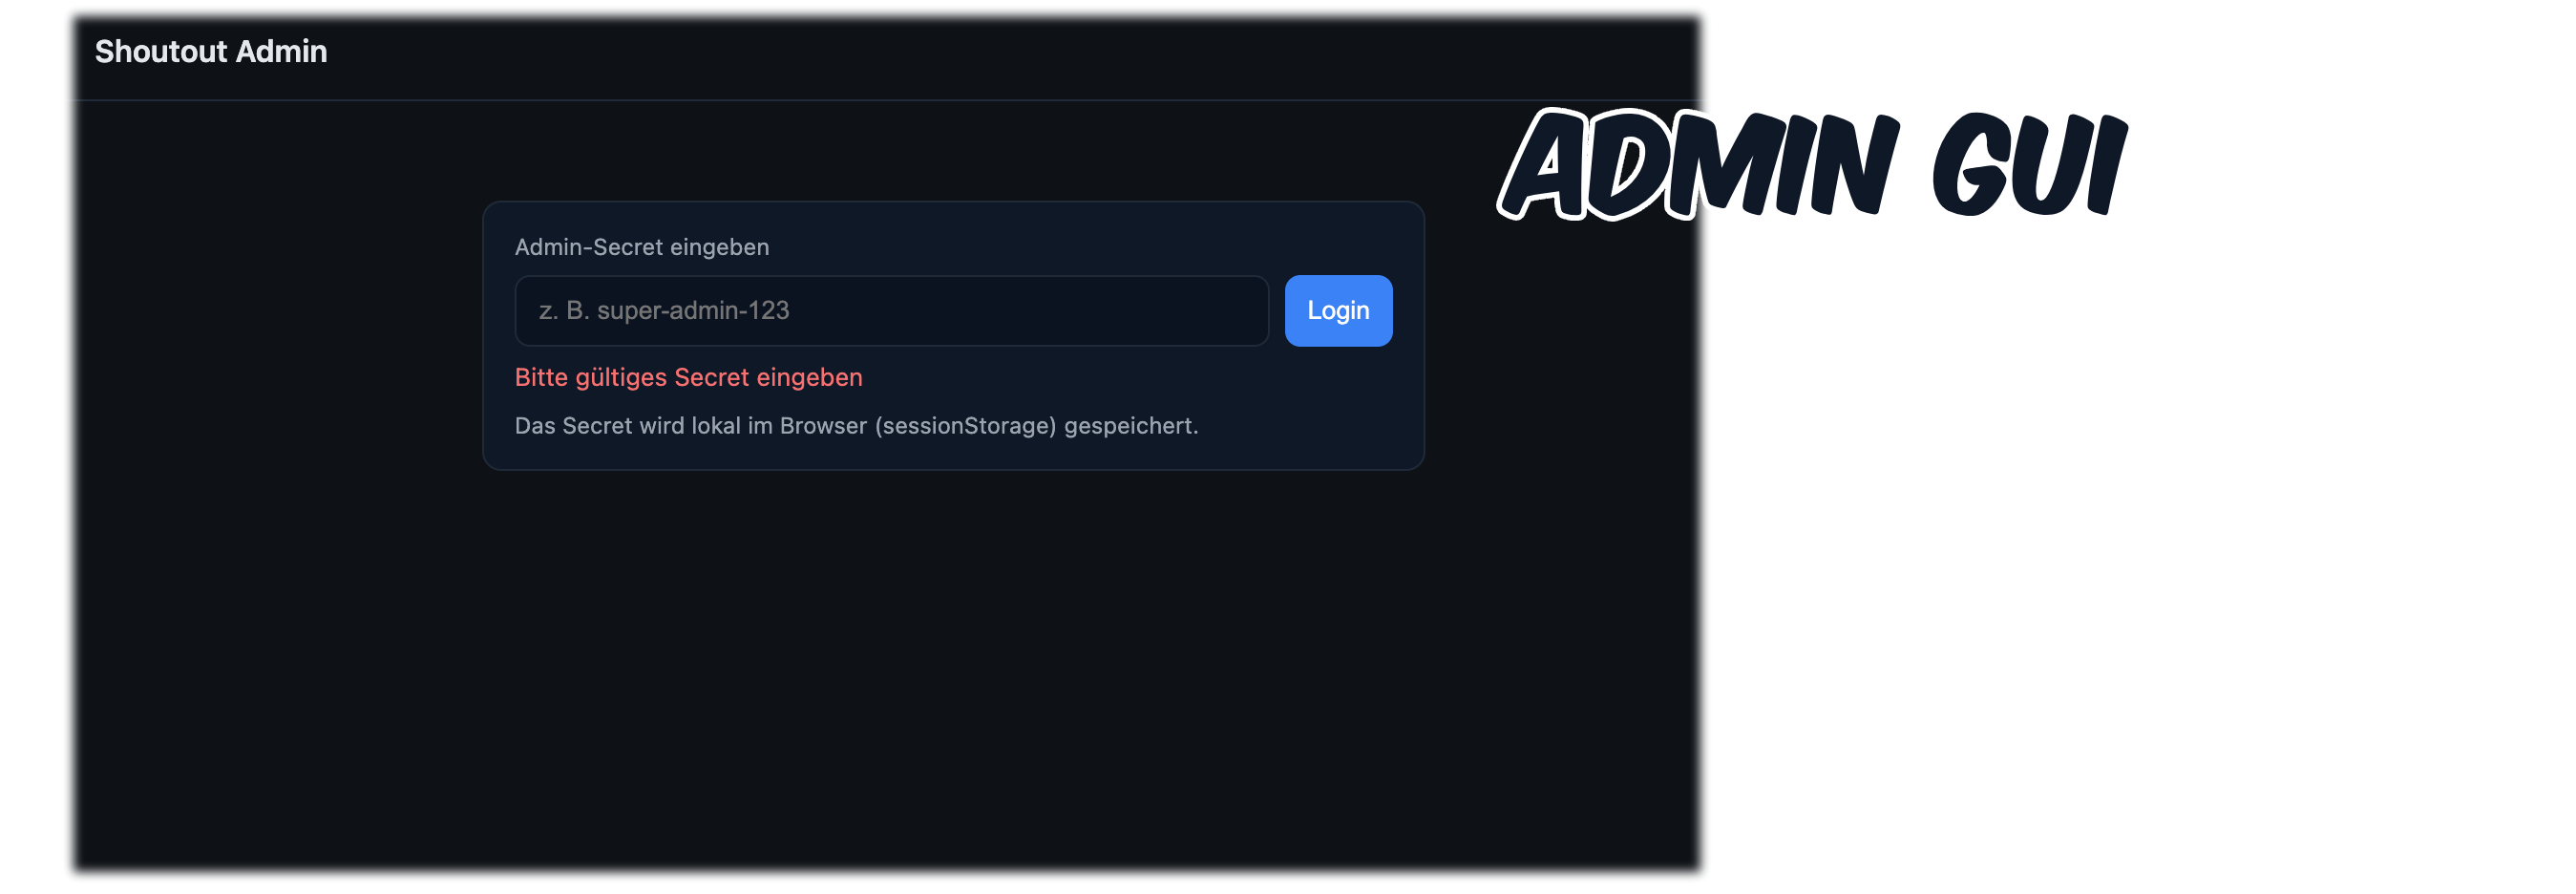 Shoutout Admin
ADMIN GUI
Admin-Secret eingeben
z. B. super-admin-123
Login
Bitte gültiges Secret eingeben
Das Secret wird lokal im Browser (sessionStorage) gespeichert.